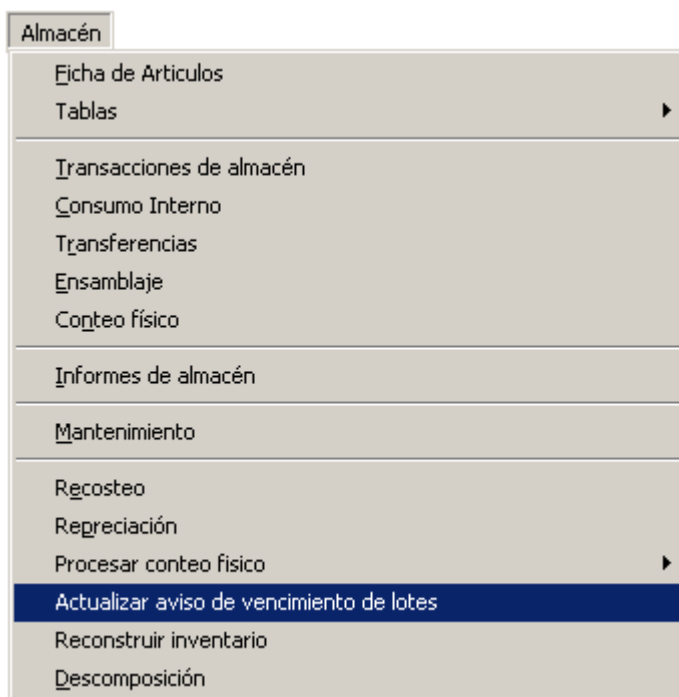 Almacén
Ficha de Articulos
Tablas
Transacciones de almacén
Consumo Interno
Transferencias
Ensamblaje
Conteo físico
Informes de almacén
Mantenimiento
Recosteo
Repreciación
Procesar conteo fisico
Actualizar aviso de vencimiento de lotes
Reconstruir inventario
Descomposición